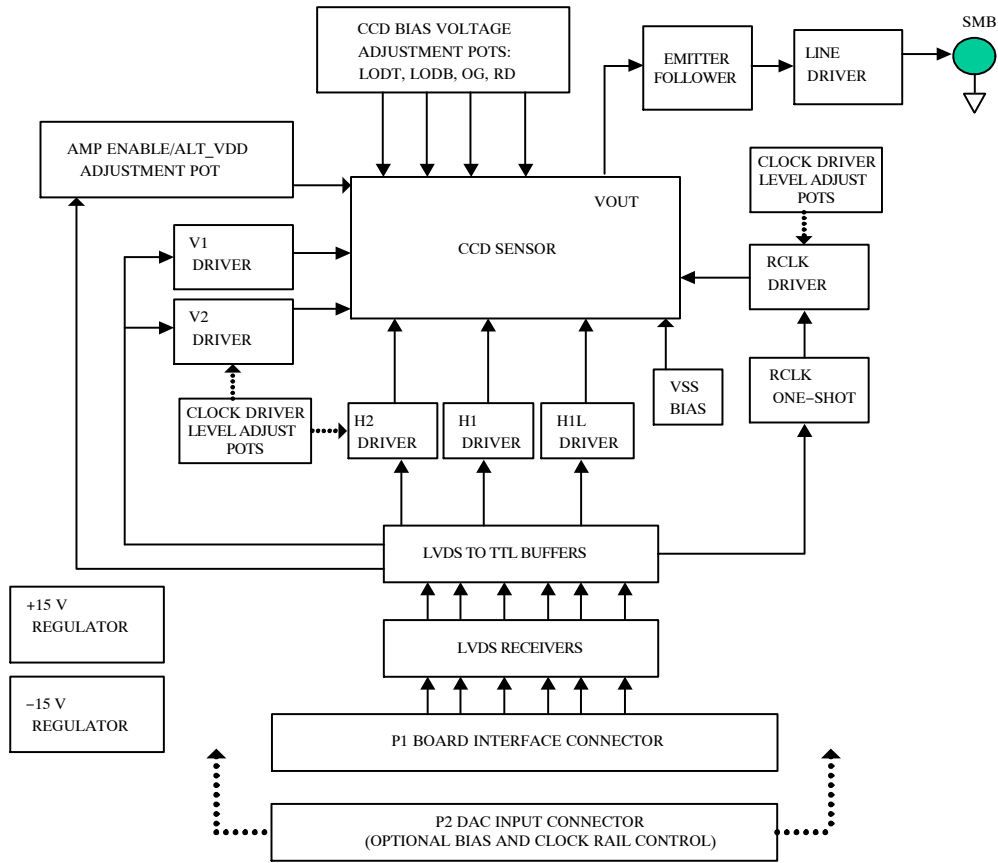 CCD BIAS VOLTAGE
ADJUSTMENT POTS:
LODT, LODB, OG, RD
EMITTER
FOLLOWER
LINE
DRIVER
SMB
AMP ENABLE/ALT_VDD
ADJUSTMENT POT
CLOCK DRIVER
LEVEL ADJUST
POTS
VOUT
CCD SENSOR
V1
DRIVER
RCLK
DRIVER
V2
DRIVER
VSS
BIAS
RCLK
ONE−SHOT
CLOCK DRIVER
LEVEL ADJUST
POTS
H2
DRIVER
H1
DRIVER
H1L
DRIVER
LVDS TO TTL BUFFERS
+15 V
REGULATOR
LVDS RECEIVERS
−15 V
REGULATOR
P1 BOARD INTERFACE CONNECTOR
P2 DAC INPUT CONNECTOR
(OPTIONAL BIAS AND CLOCK RAIL CONTROL)